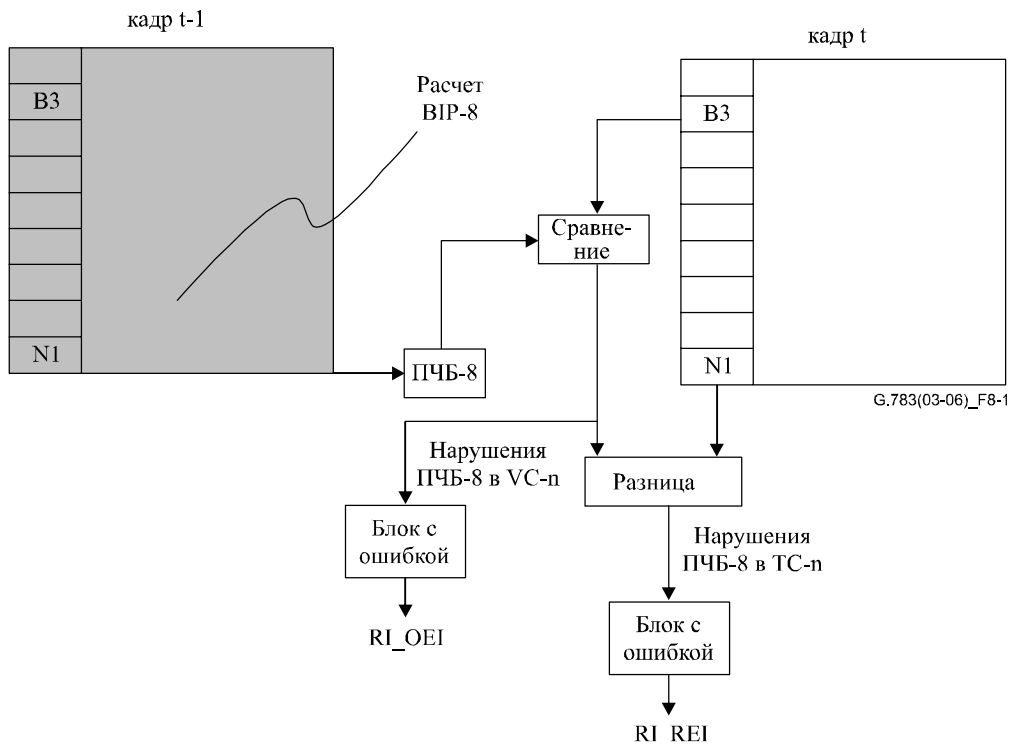 кадр t-1
кадр t
B3
Расчет
BIP-8
B3
Сравне-
ние
N1
ПЧБ-8
N1
G.783(03-06)_F8-1
Нарушения
ПЧБ-8 в VC-n
Разница
Блок с
ошибкой
Нарушения
ПЧБ-8 в TC-n
RI_OEI
Блок с
ошибкой
RI_REI